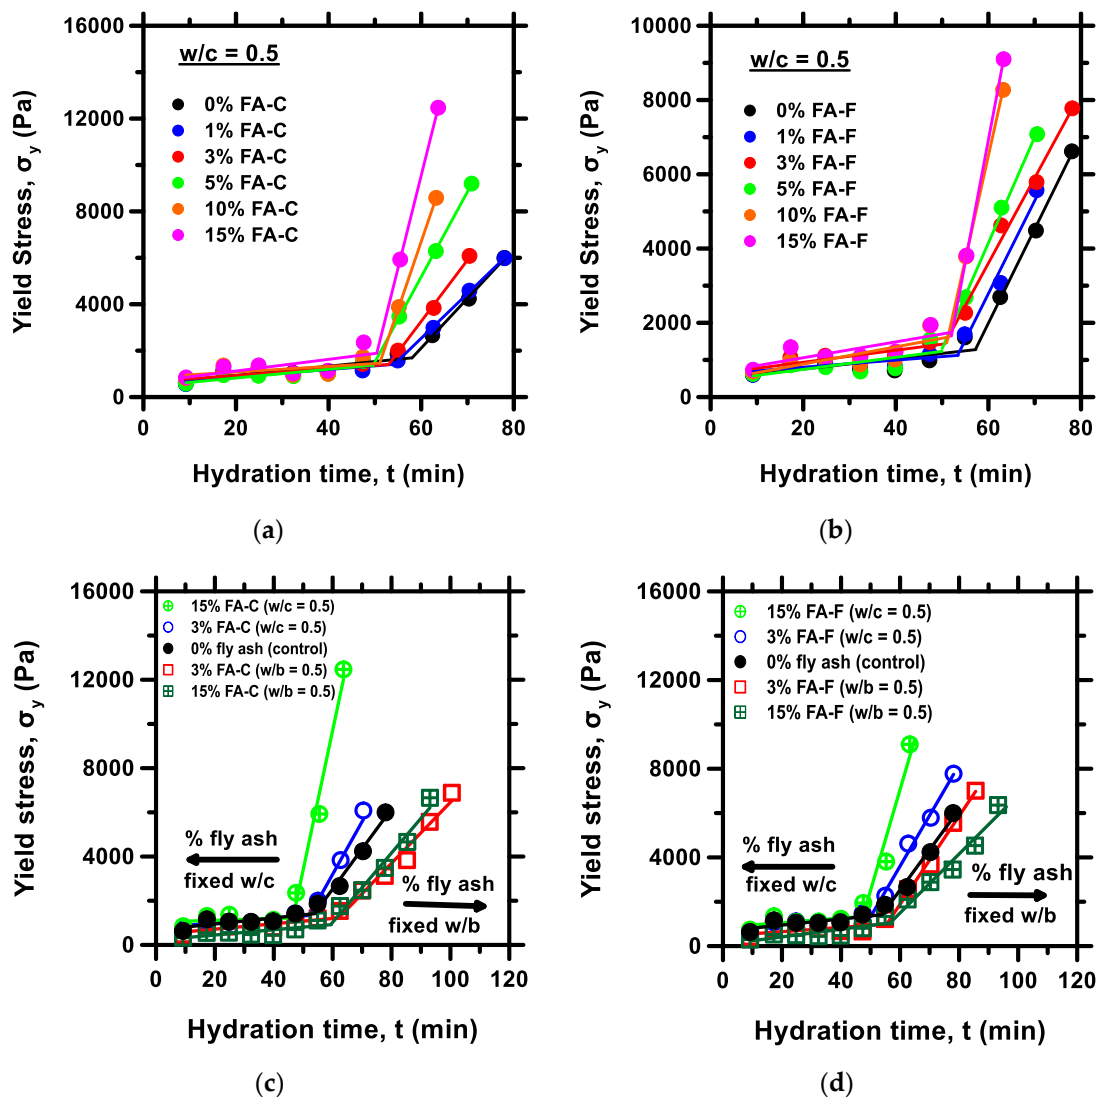 16000
12000
8000
4000
0
0 20 40 60 80
Yield Stress, σy (Pa)
Hydration time, t (min)
w/c = 0.5
0% FA-C
1% FA-C
3% FA-C
5% FA-C
10% FA-C
15% FA-C
(a)
10000
8000
6000
4000
2000
0
0 20 40 60 80
Yield Stress, σy (Pa)
Hydration time, t (min)
w/c = 0.5
0% FA-F
1% FA-F
3% FA-F
5% FA-F
10% FA-F
15% FA-F
(b)
16000
12000
8000
4000
0
0 20 40 60 80 100 120
Yield stress, σy (Pa)
Hydration time, t (min)
15% FA-C (w/c = 0.5)
3% FA-C (w/c = 0.5)
0% fly ash (control)
3% FA-C (w/b = 0.5)
15% FA-C (w/b = 0.5)
% fly ash
fixed w/c
% fly ash
fixed w/b
(c)
16000
12000
8000
4000
0
0 20 40 60 80 100 120
Yield stress, σy (Pa)
Hydration time, t (min)
15% FA-F (w/c = 0.5)
3% FA-F (w/c = 0.5)
0% fly ash (control)
3% FA-F (w/b = 0.5)
15% FA-F (w/b = 0.5)
% fly ash
fixed w/c
% fly ash
fixed w/b
(d)